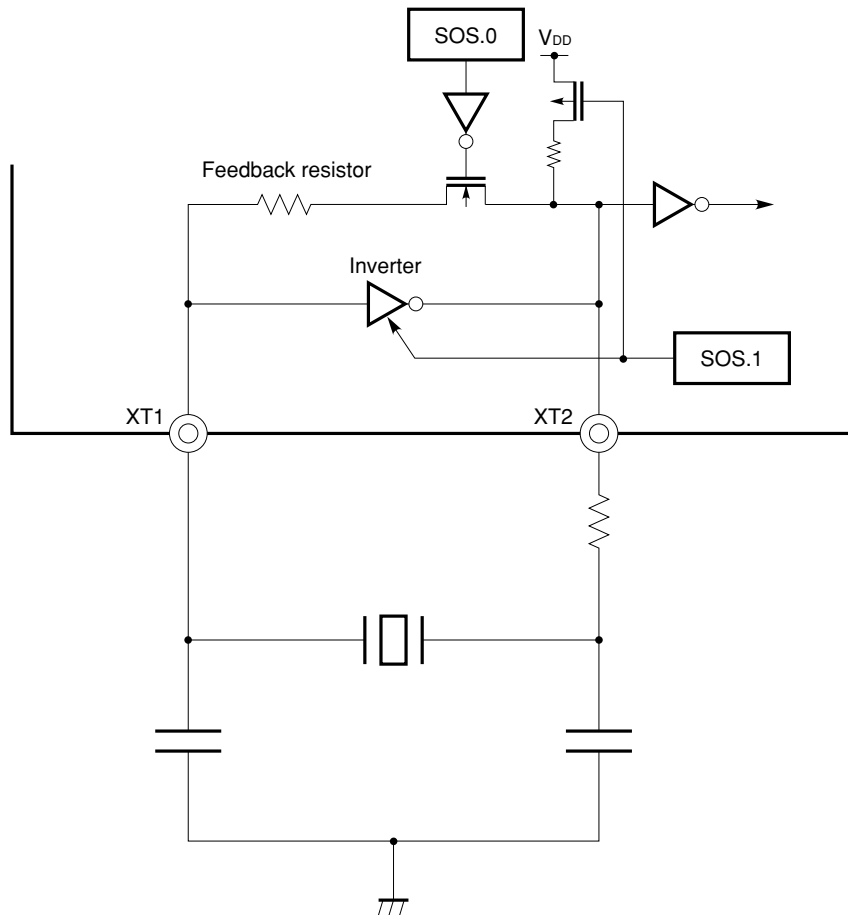 SOS.0
VDD
Feedback resistor
Inverter
SOS.1
XT1
XT2